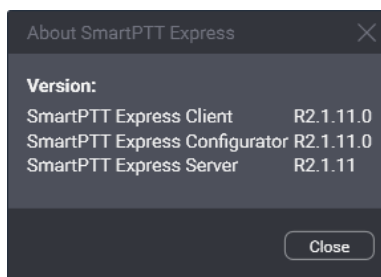 About SmartPTT Express
Version:
SmartPTT Express Client R2.1.11.0
SmartPTT Express Configurator R2.1.11.0
SmartPTT Express Server R2.1.11
Close